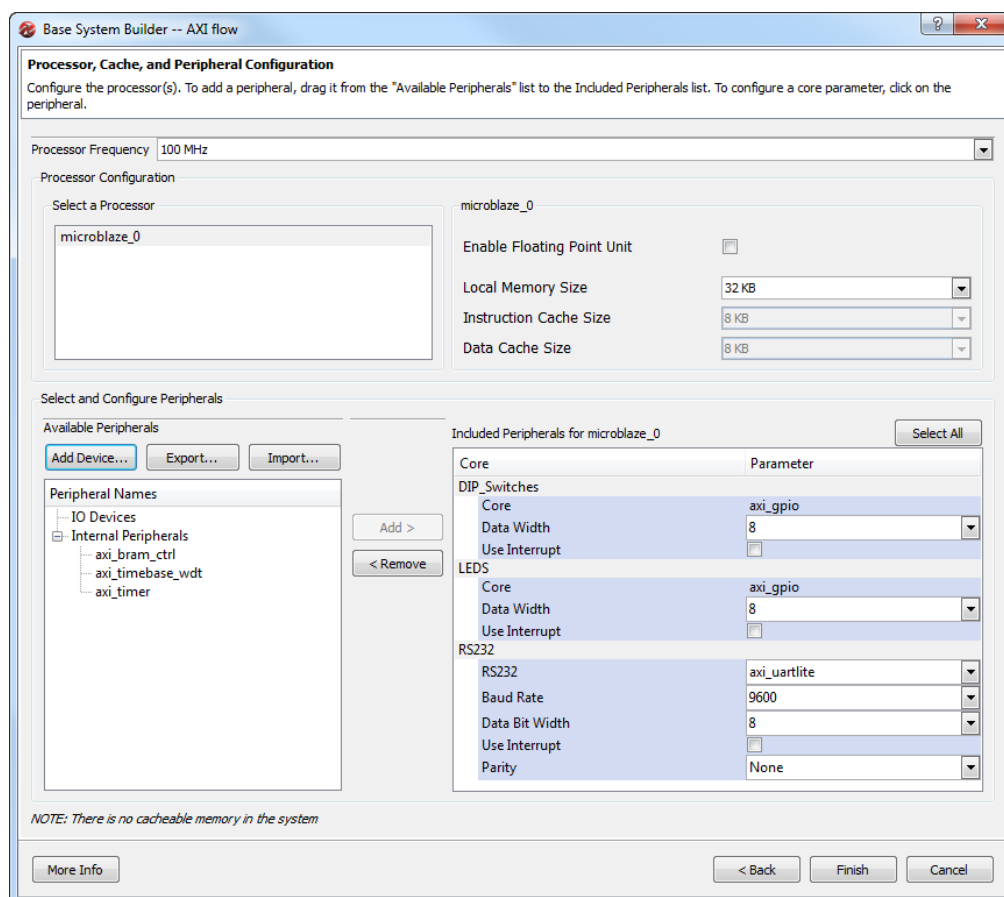 Base System Builder -- AXI flow
Processor, Cache, and Peripheral Configuration
Configure the processor(s). To add a peripheral, drag it from the "Available Peripherals" list to the Included Peripherals list. To configure a core parameter, click on the
peripheral.
Processor Frequency 100 MHz
Processor Configuration
Select a Processor
microblaze_0
microblaze_0
Enable Floating Point Unit
Local Memory Size 32 KB
Instruction Cache Size 8 KB
Data Cache Size 8 KB
Select and Configure Peripherals
Available Peripherals
Add Device... Export... Import...
Peripheral Names
IO Devices
Internal Peripherals
axi_bram_ctrl
axi_timebase_wdt
axi_timer
Add >
< Remove
Included Peripherals for microblaze_0 Select All
Core Parameter
DIP_Switches
Core axi_gpio
Data Width 8
Use Interrupt
LEDS
Core axi_gpio
Data Width 8
Use Interrupt
RS232
RS232 axi_uartlite
Baud Rate 9600
Data Bit Width 8
Use Interrupt
Parity None
NOTE: There is no cacheable memory in the system
More Info < Back Finish Cancel